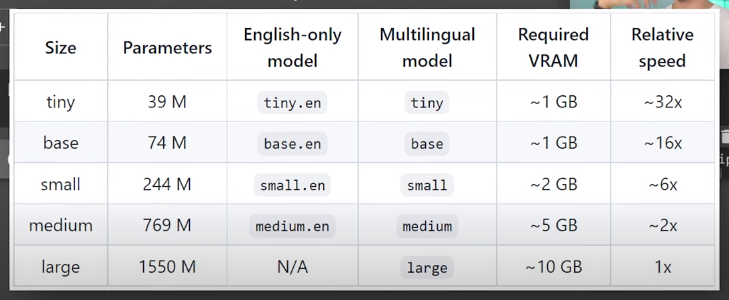 Size Parameters English-only model Multilingual model Required VRAM Relative speed
tiny 39 M tiny.en tiny ~1 GB ~32x
base 74 M base.en base ~1 GB ~16x
small 244 M small.en small ~2 GB ~6x
medium 769 M medium.en medium ~5 GB ~2x
large 1550 M N/A large ~10 GB 1x